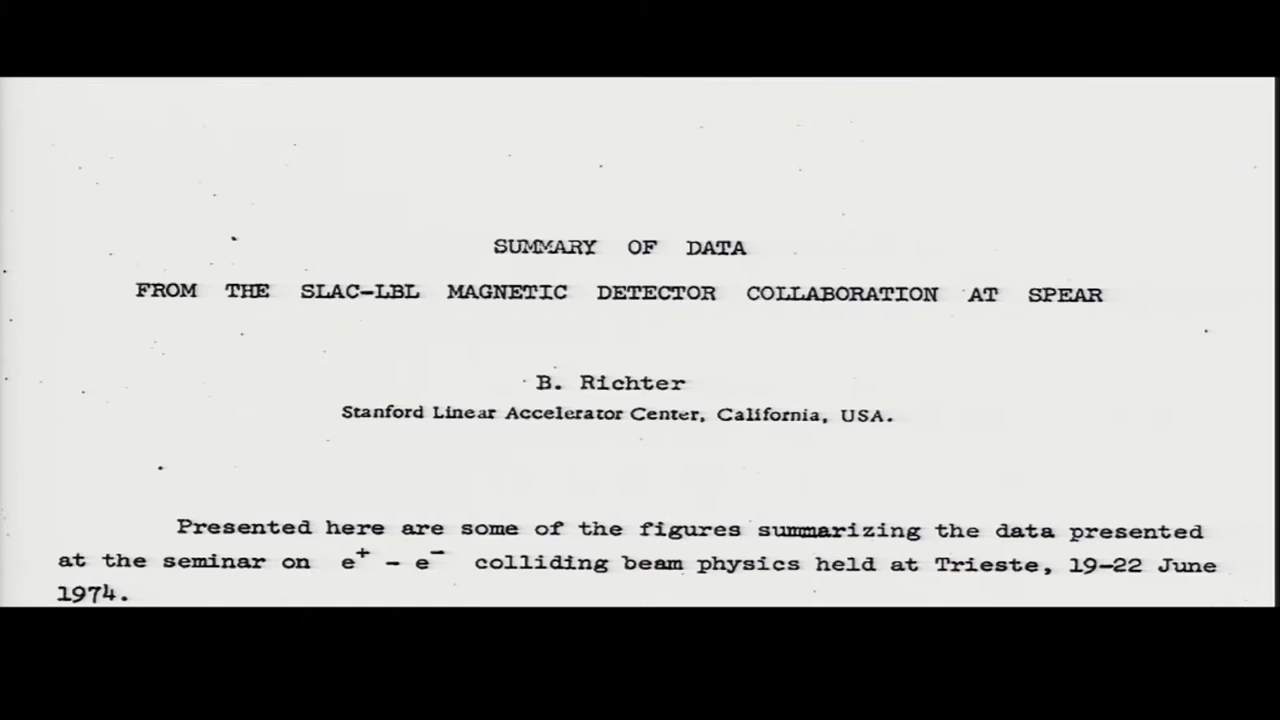 SUMMARY OF DATA
FROM THE SLAC-LBL MAGNETIC DETECTOR COLLABORATION AT SPEAR
B. Richter
Stanford Linear Accelerator Center, California, USA.
Presented here are some of the figures summarizing the data presented
at the seminar on e⁺ - e⁻ colliding beam physics held at Trieste, 19-22 June
1974.